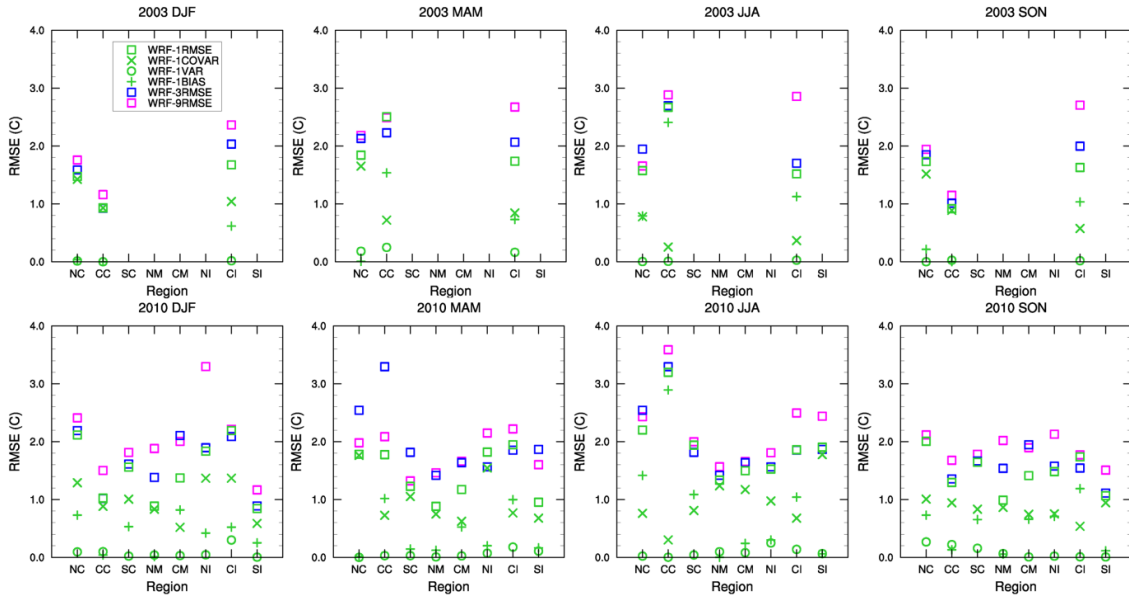 2003 DJF
2003 MAM
2003 JJA
2003 SON
4.0
3.0
2.0
1.0
0.0
RMSE (C)
WRF-1RMSE
WRF-1COVAR
WRF-1VAR
WRF-1BIAS
WRF-3RMSE
WRF-9RMSE
NC CC SC NM CM NI CI SI
Region
4.0
3.0
2.0
1.0
0.0
RMSE (C)
NC CC SC NM CM NI CI SI
Region
4.0
3.0
2.0
1.0
0.0
RMSE (C)
NC CC SC NM CM NI CI SI
Region
4.0
3.0
2.0
1.0
0.0
RMSE (C)
NC CC SC NM CM NI CI SI
Region
2010 DJF
2010 MAM
2010 JJA
2010 SON
4.0
3.0
2.0
1.0
0.0
RMSE (C)
NC CC SC NM CM NI CI SI
Region
4.0
3.0
2.0
1.0
0.0
RMSE (C)
NC CC SC NM CM NI CI SI
Region
4.0
3.0
2.0
1.0
0.0
RMSE (C)
NC CC SC NM CM NI CI SI
Region
4.0
3.0
2.0
1.0
0.0
RMSE (C)
NC CC SC NM CM NI CI SI
Region